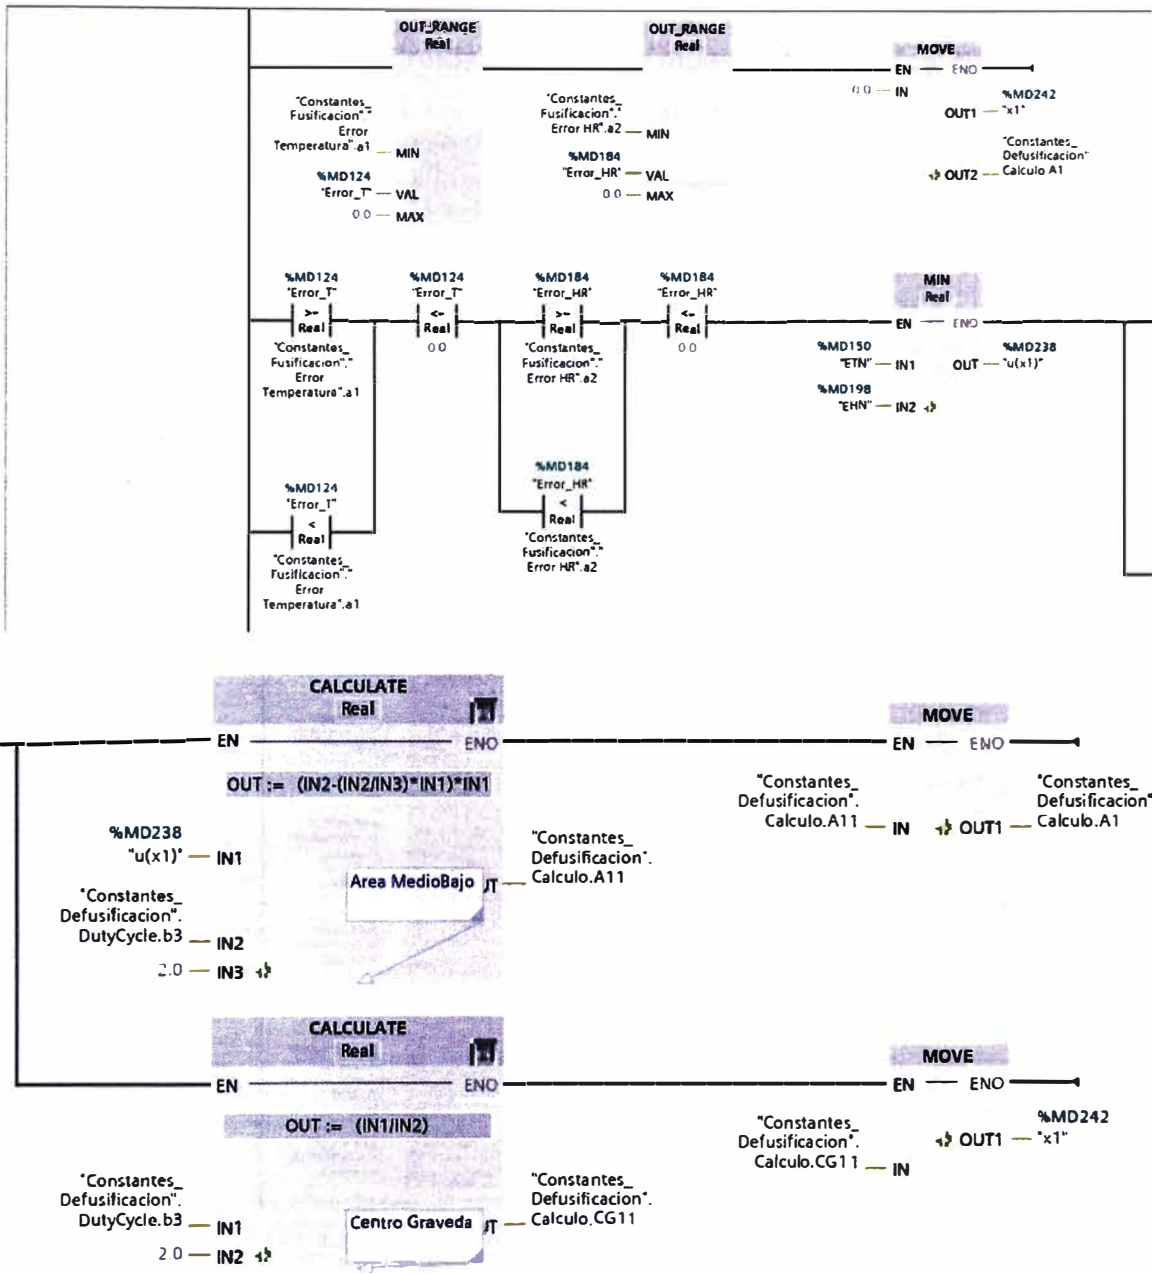 OUT_RANGE
Real
OUT_RANGE
Real
MOVE
EN — ENO
0.0 — IN
%MD242
OUT1 — "x1"
"Constantes_
Defusificacion"
OUT2 — Calculo.A1
"Constantes_
Fusificacion"."
Error
Temperatura".a1 — MIN
%MD124
"Error_T" — VAL
0.0 — MAX
"Constantes_
Fusificacion"."
Error HR".a2 — MIN
%MD184
"Error_HR" — VAL
0.0 — MAX
%MD124
"Error_T"
>=
Real
"Constantes_
Fusificacion"."
Error
Temperatura".a1
%MD124
"Error_T"
<=
Real
0.0
%MD184
"Error_HR"
>=
Real
"Constantes_
Fusificacion"."
Error HR".a2
%MD184
"Error_HR"
<=
Real
0.0
MIN
Real
EN — ENO
%MD150
"ETN" — IN1
%MD238
OUT — "u(x1)"
%MD198
"EHN" — IN2
%MD124
"Error_T"
<
Real
"Constantes_
Fusificacion"."
Error
Temperatura".a1
%MD184
"Error_HR"
<
Real
"Constantes_
Fusificacion"."
Error HR".a2
CALCULATE
Real
EN — ENO
OUT := (IN2-(IN2/IN3)*IN1)*IN1
%MD238
"u(x1)" — IN1
"Constantes_
Defusificacion".
DutyCycle.b3 — IN2
2.0 — IN3
Area MedioBajo
"Constantes_
Defusificacion".
Calculo.A11
MOVE
EN — ENO
"Constantes_
Defusificacion".
Calculo.A11 — IN
"Constantes_
Defusificacion"
OUT1 — Calculo.A1
CALCULATE
Real
EN — ENO
OUT := (IN1/IN2)
"Constantes_
Defusificacion".
DutyCycle.b3 — IN1
2.0 — IN2
Centro Graveda
"Constantes_
Defusificacion".
Calculo.CG11
MOVE
EN — ENO
"Constantes_
Defusificacion".
Calculo.CG11 — IN
%MD242
OUT1 — "x1"